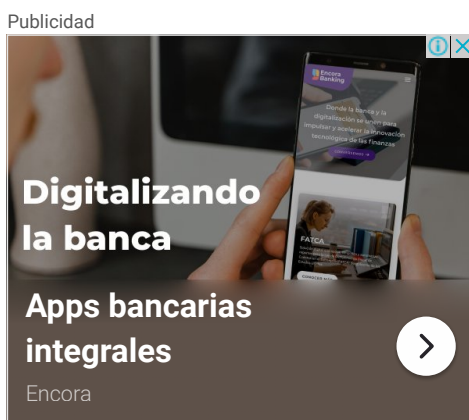 Publicidad
Encora
Banking
Donde la banca y la
digitalización se unen para
impulsar y acelerar la innovación
tecnológica de las finanzas
Digitalizando
la banca
FATCA
Apps bancarias
integrales
Encora